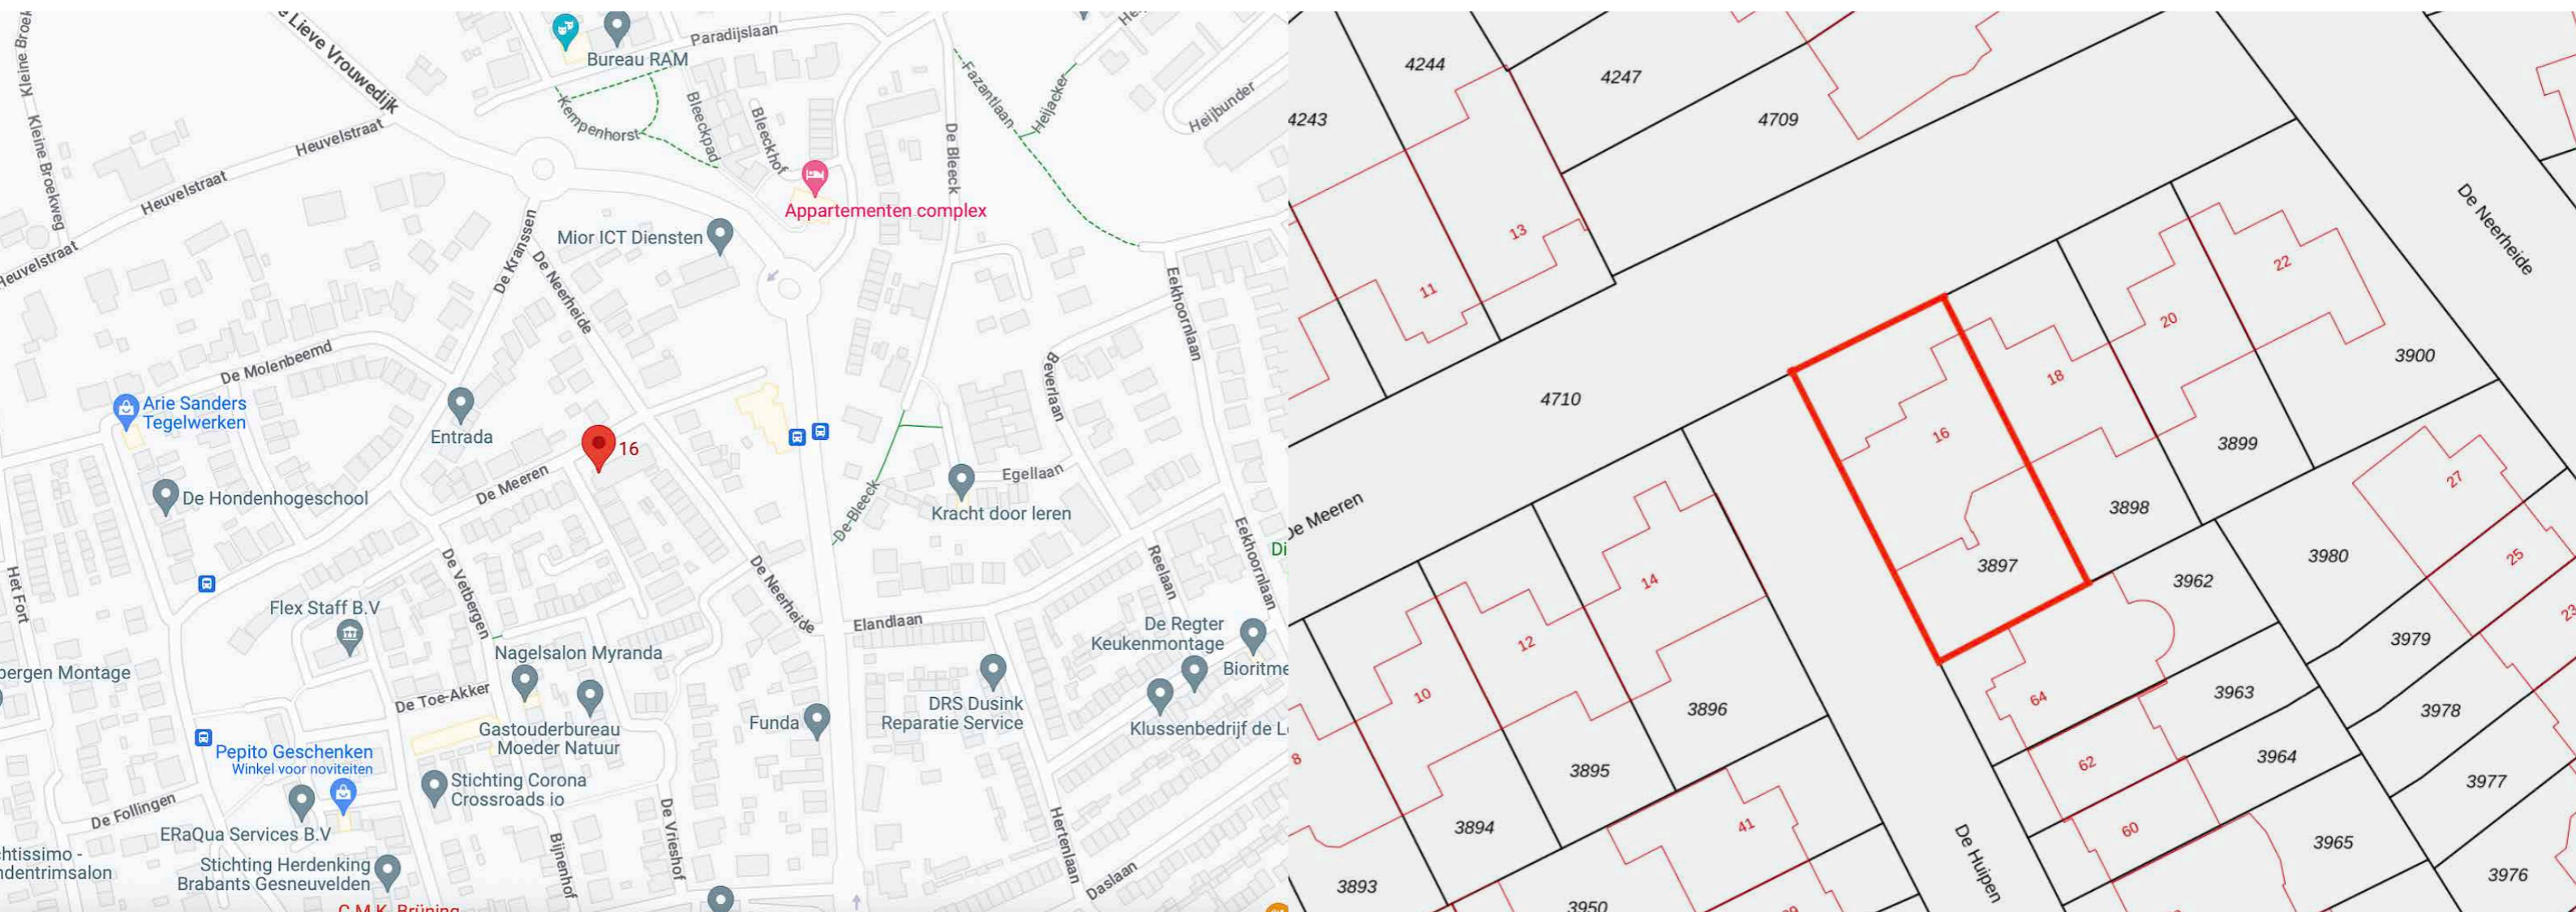 Kleine Broekweg
Lieve Vrouwedijk
Bureau RAM
Paradijslaan
Kempenhorst
Bleeckpad
Bleeckhof
De Bleeck
Fazantlaan
Heijacker
Heijbunder
Heuvelstraat
Heuvelstraat
Heuvelstraat
Appartementen complex
Mior ICT Diensten
De Kranssen
De Neerheide
Eekhoornlaan
Beverlaan
De Molenbeemd
Arie Sanders
Tegelwerken
Entrada
16
De Meeren
De Hondenhogeschool
Egellaan
Kracht door leren
De Bleeck
Eekhoornlaan
Reelaan
Het Fort
De Vetbergen
De Neerheide
Flex Staff B.V
Elandlaan
De Regter
Keukenmontage
Nagelsalon Myranda
bergen Montage
De Toe-Akker
Gastouderbureau
Moeder Natuur
Funda
DRS Dusink
Reparatie Service
Klussenbedrijf de
Pepito Geschenken
Winkel voor noviteiten
Stichting Corona
Crossroads io
De Follingen
ERaQua Services B.V
Bijnenhof
De Vrieshof
Hertenlaan
Daslaan
Stichting Herdenking
Brabants Gesneuvelden
C.M.K. Brüning
4244
4247
4243
4709
13
11
De Neerheide
22
20
18
3900
4710
16
3899
27
De Meeren
3898
25
14
3897
3962
3980
23
12
3979
10
64
3963
3896
3978
8
62
3964
3895
3977
3894
41
60
3965
De Huipen
3893
3976
3950